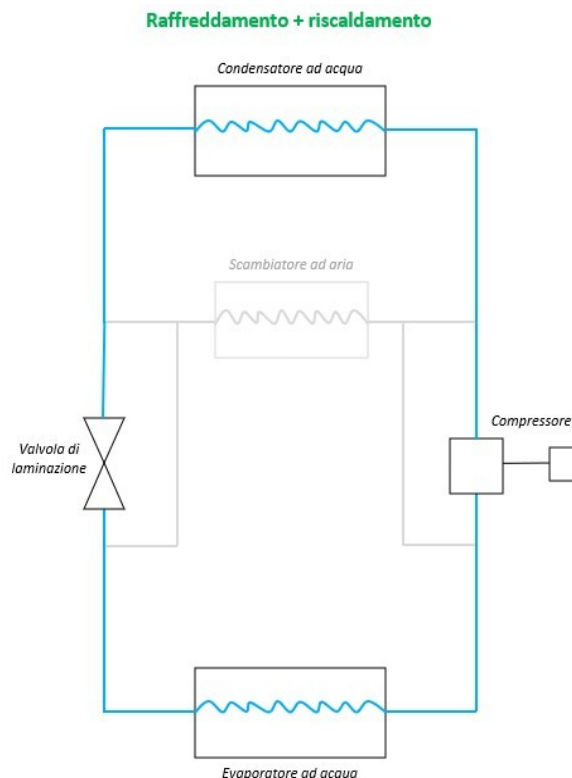 Raffreddamento + riscaldamento
Condensatore ad acqua
Scambiatore ad aria
Compressore
Valvola di
laminazione
Evaporatore ad acqua